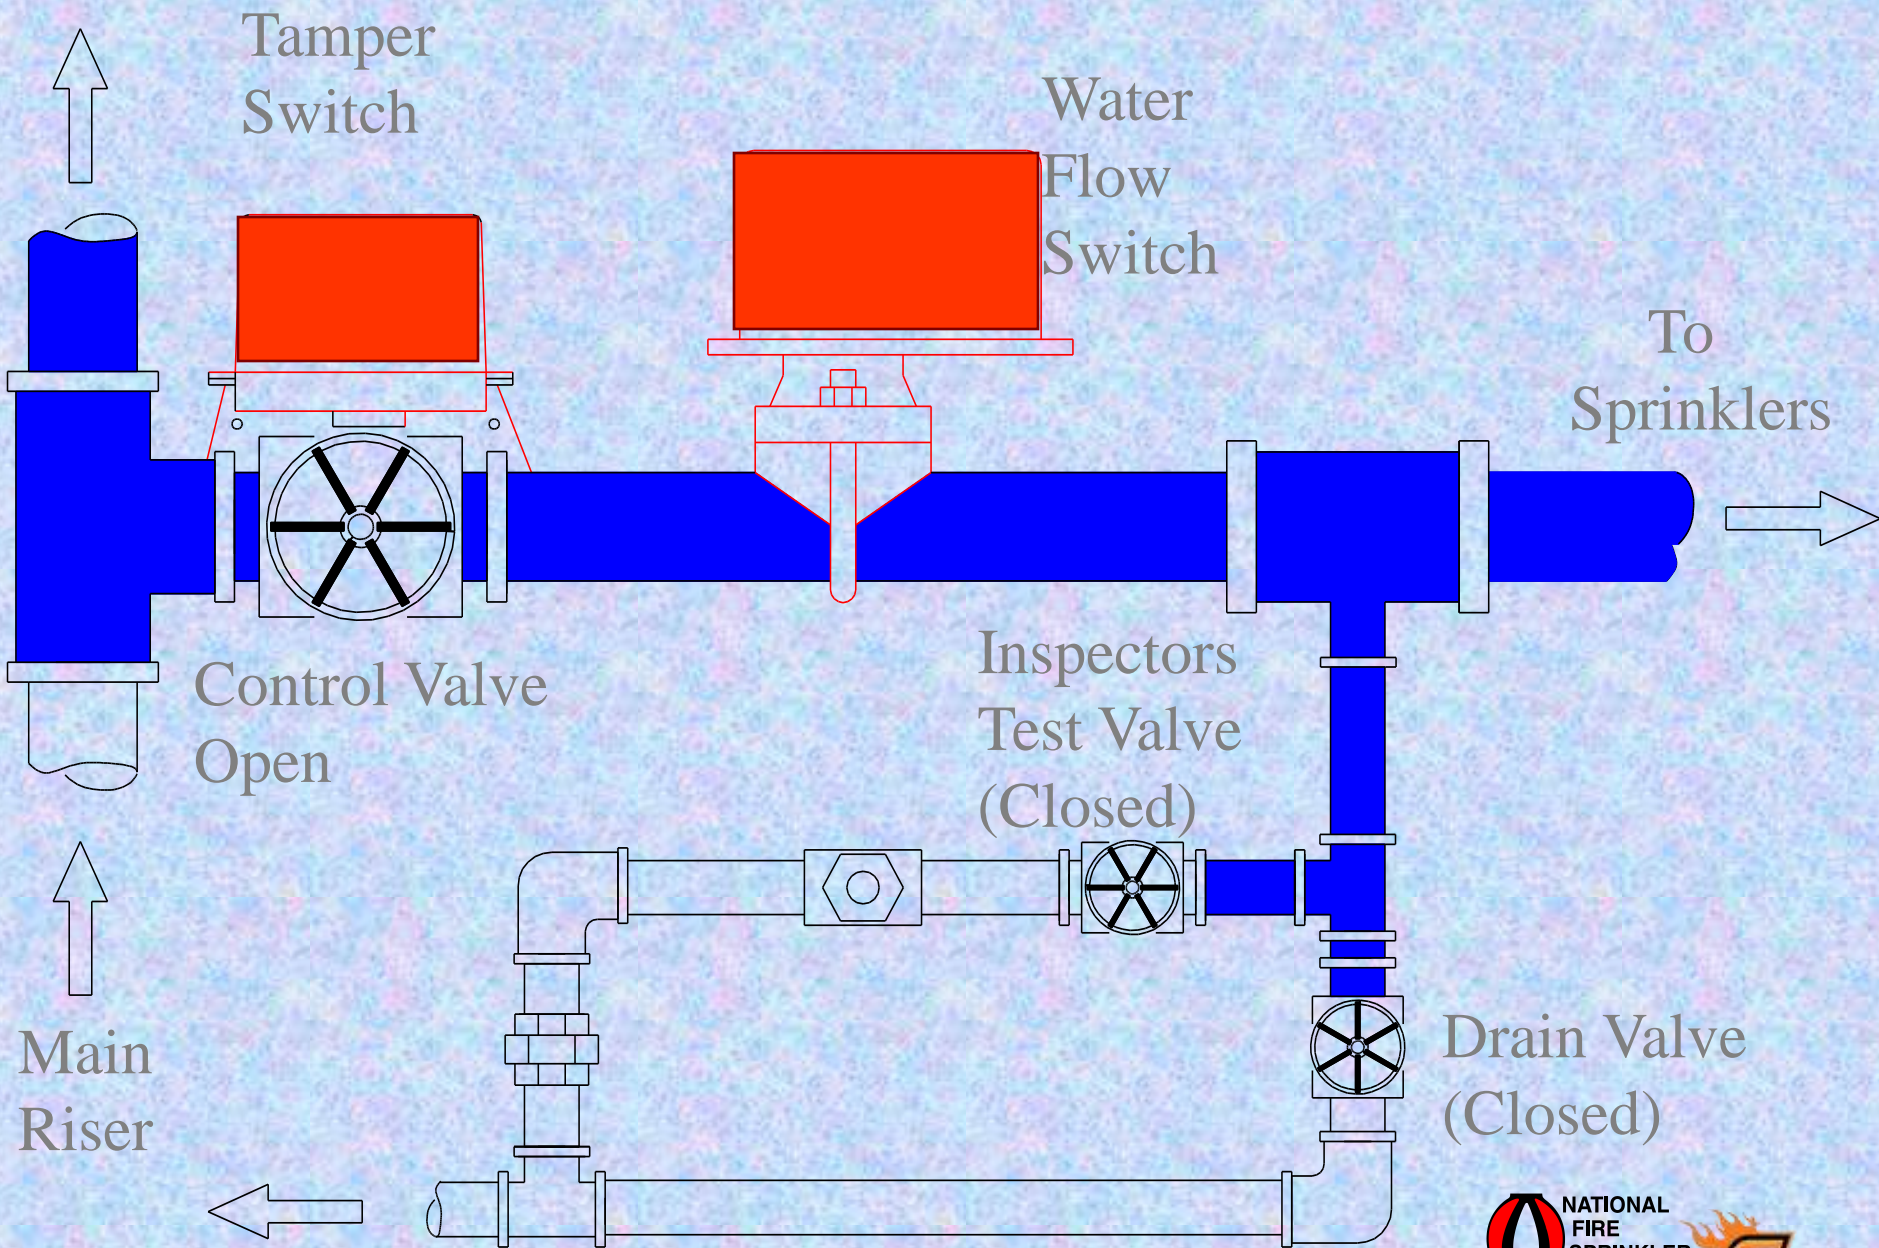 Tamper
Switch
Water
Flow
Switch
To
Sprinklers
Control Valve
Open
Inspectors
Test Valve
(Closed)
Main
Riser
Drain Valve
(Closed)
NATIONAL
FIRE
SPRINKLER